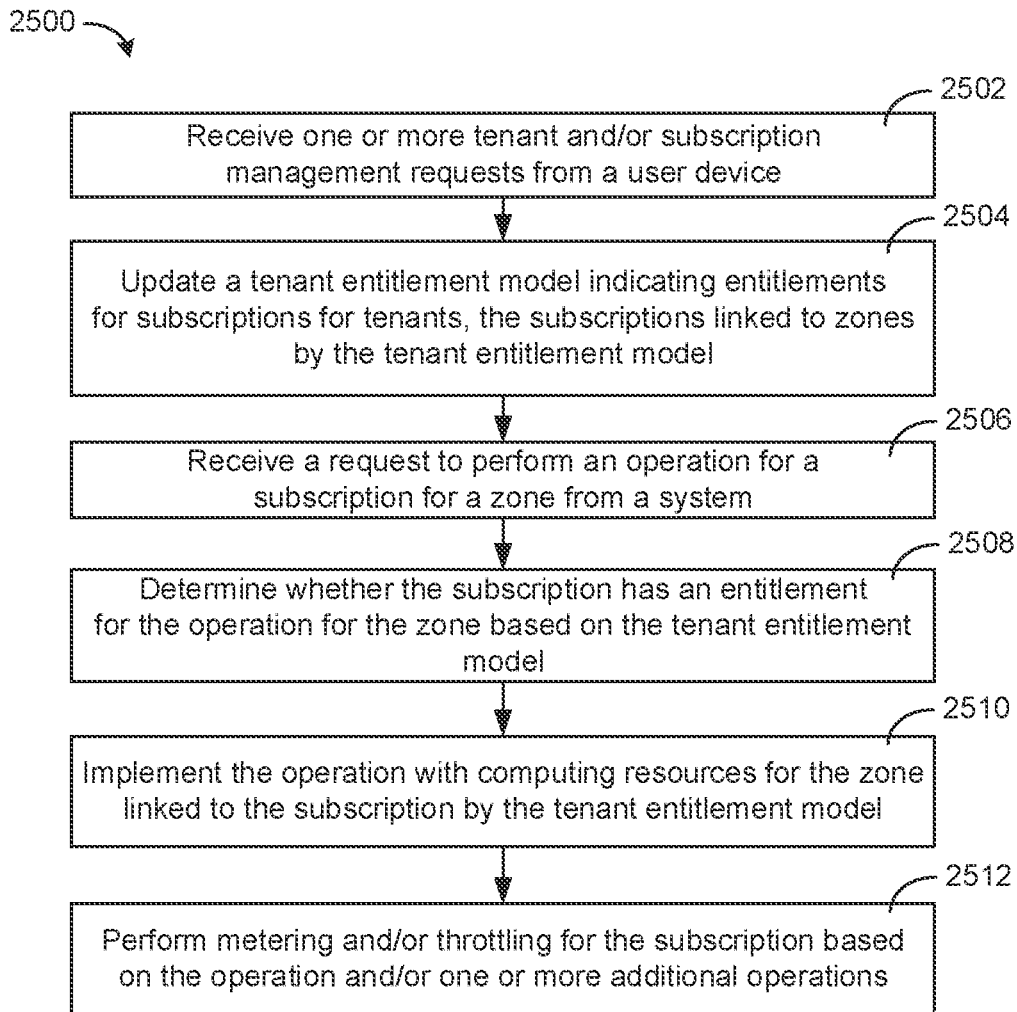 2500
2502
Receive one or more tenant and/or subscription
management requests from a user device
2504
Update a tenant entitlement model indicating entitlements
for subscriptions for tenants, the subscriptions linked to zones
by the tenant entitlement model
2506
Receive a request to perform an operation for a
subscription for a zone from a system
2508
Determine whether the subscription has an entitlement
for the operation for the zone based on the tenant entitlement
model
2510
Implement the operation with computing resources for the zone
linked to the subscription by the tenant entitlement model
2512
Perform metering and/or throttling for the subscription based
on the operation and/or one or more additional operations